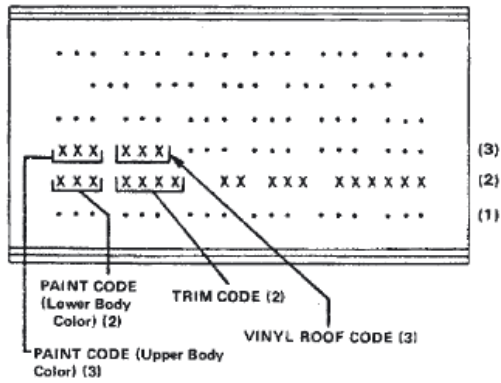 XXX XXX (3)
XXX XXXX XX XXX XXXXXX (2)
(1)
PAINT CODE
(Lower Body
Color) (2)
TRIM CODE (2)
VINYL ROOF CODE (3)
PAINT CODE (Upper Body
Color) (3)